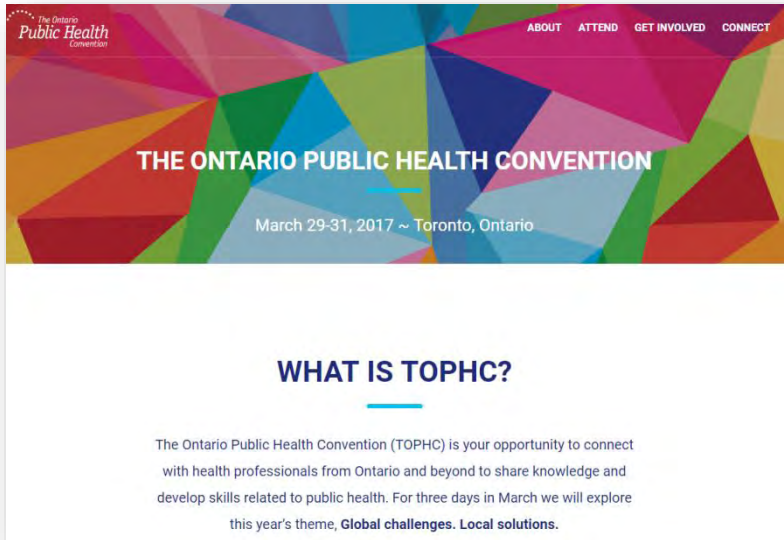 The Ontario
Public Health
Convention
ABOUT ATTEND GET INVOLVED CONNECT
THE ONTARIO PUBLIC HEALTH CONVENTION
March 29-31, 2017 ~ Toronto, Ontario
WHAT IS TOPHC?
The Ontario Public Health Convention (TOPHC) is your opportunity to connect
with health professionals from Ontario and beyond to share knowledge and
develop skills related to public health. For three days in March we will explore
this year's theme, Global challenges. Local solutions.